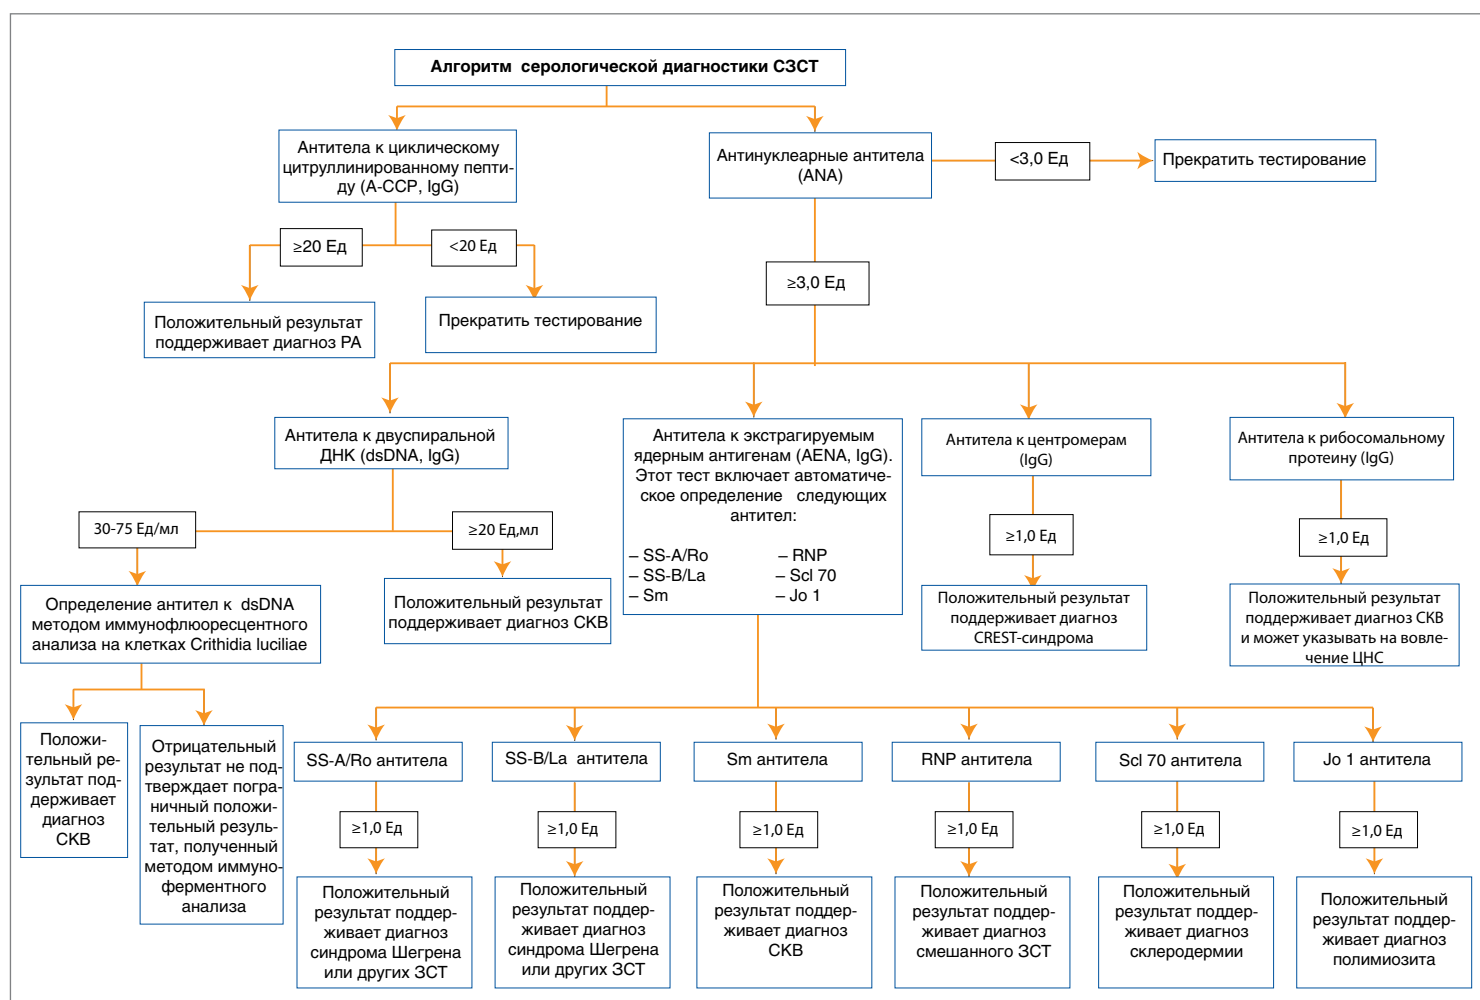 Алгоритм серологической диагностики СЗСТ
Антитела к циклическому
цитруллинированному пепти-
ду (A-CCP, IgG)
Антинуклеарные антитела
(ANA)
<3,0 Ед
Прекратить тестирование
≥20 Ед
<20 Ед
≥3,0 Ед
Положительный результат
поддерживает диагноз РА
Прекратить тестирование
Антитела к двуспиральной
ДНК (dsDNA, IgG)
Антитела к экстрагируемым
ядерным антигенам (AENA, IgG).
Этот тест включает автоматиче-
ское определение следующих
антител:
– SS-A/Ro – RNP
– SS-B/La – Scl 70
– Sm – Jo 1
Антитела к центромерам
(IgG)
Антитела к рибосомальному
протеину (IgG)
30-75 Ед/мл
≥20 Ед,мл
≥1,0 Ед
≥1,0 Ед
Определение антител к dsDNA
методом иммунофлюоресцентного
анализа на клетках Crithidia luciliae
Положительный результат
поддерживает диагноз СКВ
Положительный результат
поддерживает диагноз
CREST-синдрома
Положительный результат
поддерживает диагноз СКВ
и может указывать на вовле-
чение ЦНС
Положи-
тельный ре-
зультат под-
держивает
диагноз
СКВ
Отрицательный
результат не под-
тверждает погра-
ничный положи-
тельный резуль-
тат, полученный
методом иммуно-
ферментного
анализа
SS-A/Ro антитела
SS-B/La антитела
Sm антитела
RNP антитела
Scl 70 антитела
Jo 1 антитела
≥1,0 Ед
≥1,0 Ед
≥1,0 Ед
≥1,0 Ед
≥1,0 Ед
≥1,0 Ед
Положительный
результат поддер-
живает диагноз
синдрома Шегрена
или других ЗСТ
Положительный
результат поддер-
живает диагноз
синдрома Шегрена
или других ЗСТ
Положительный
результат поддер-
живает диагноз
СКВ
Положительный
результат поддер-
живает диагноз
смешанного ЗСТ
Положительный
результат поддер-
живает диагноз
склеродермии
Положительный
результат поддер-
живает диагноз
полимиозита